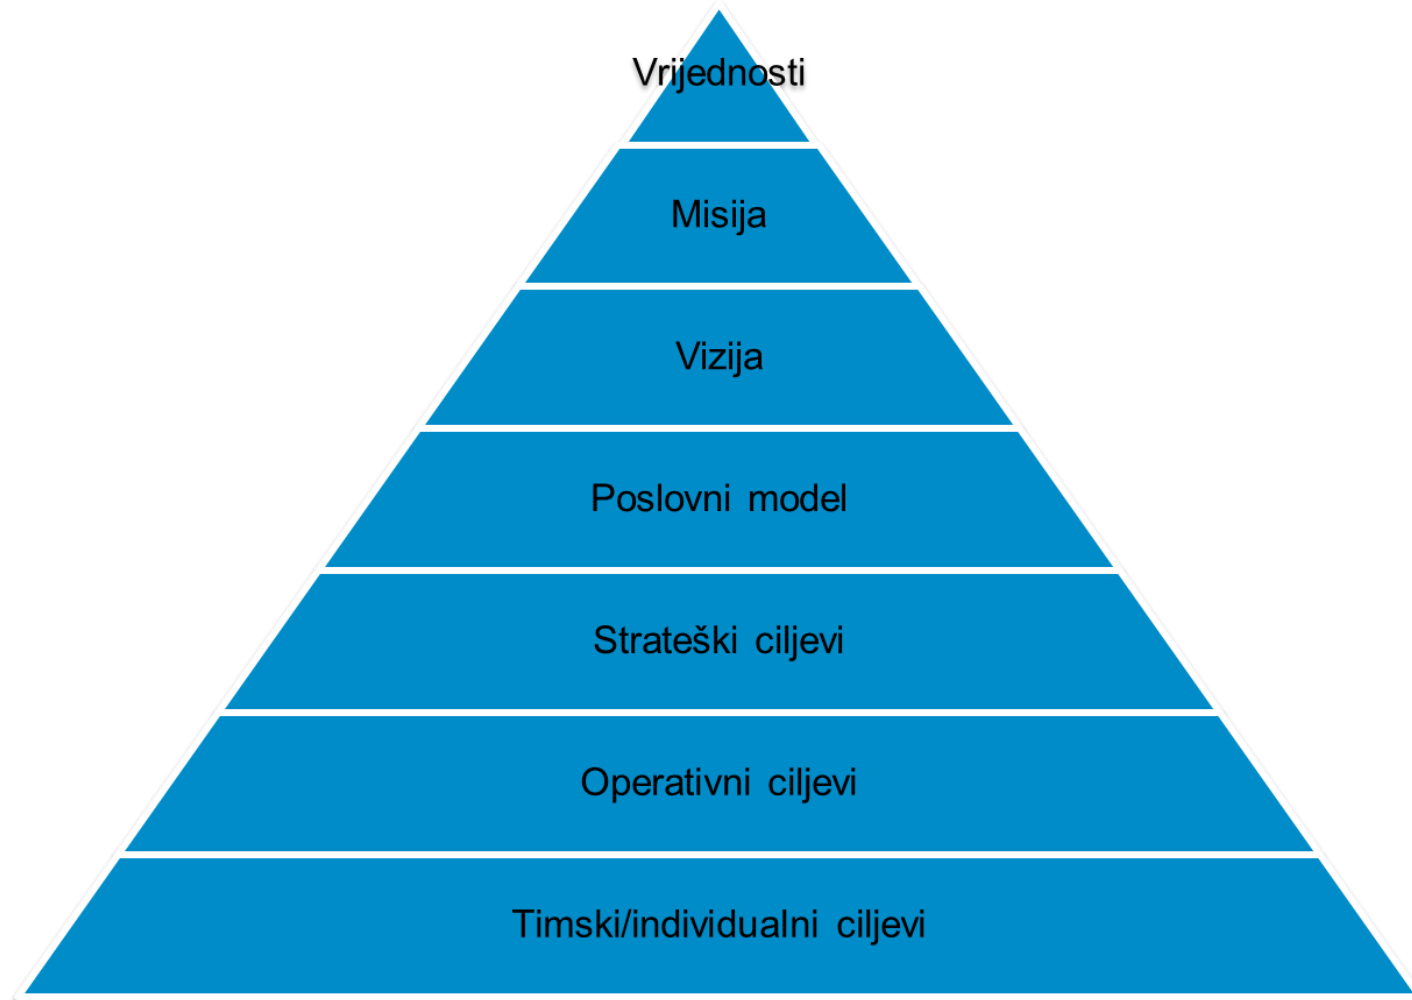 Vrijednosti
Misija
Vizija
Poslovni model
Strateški ciljevi
Operativni ciljevi
Timski/individualni ciljevi